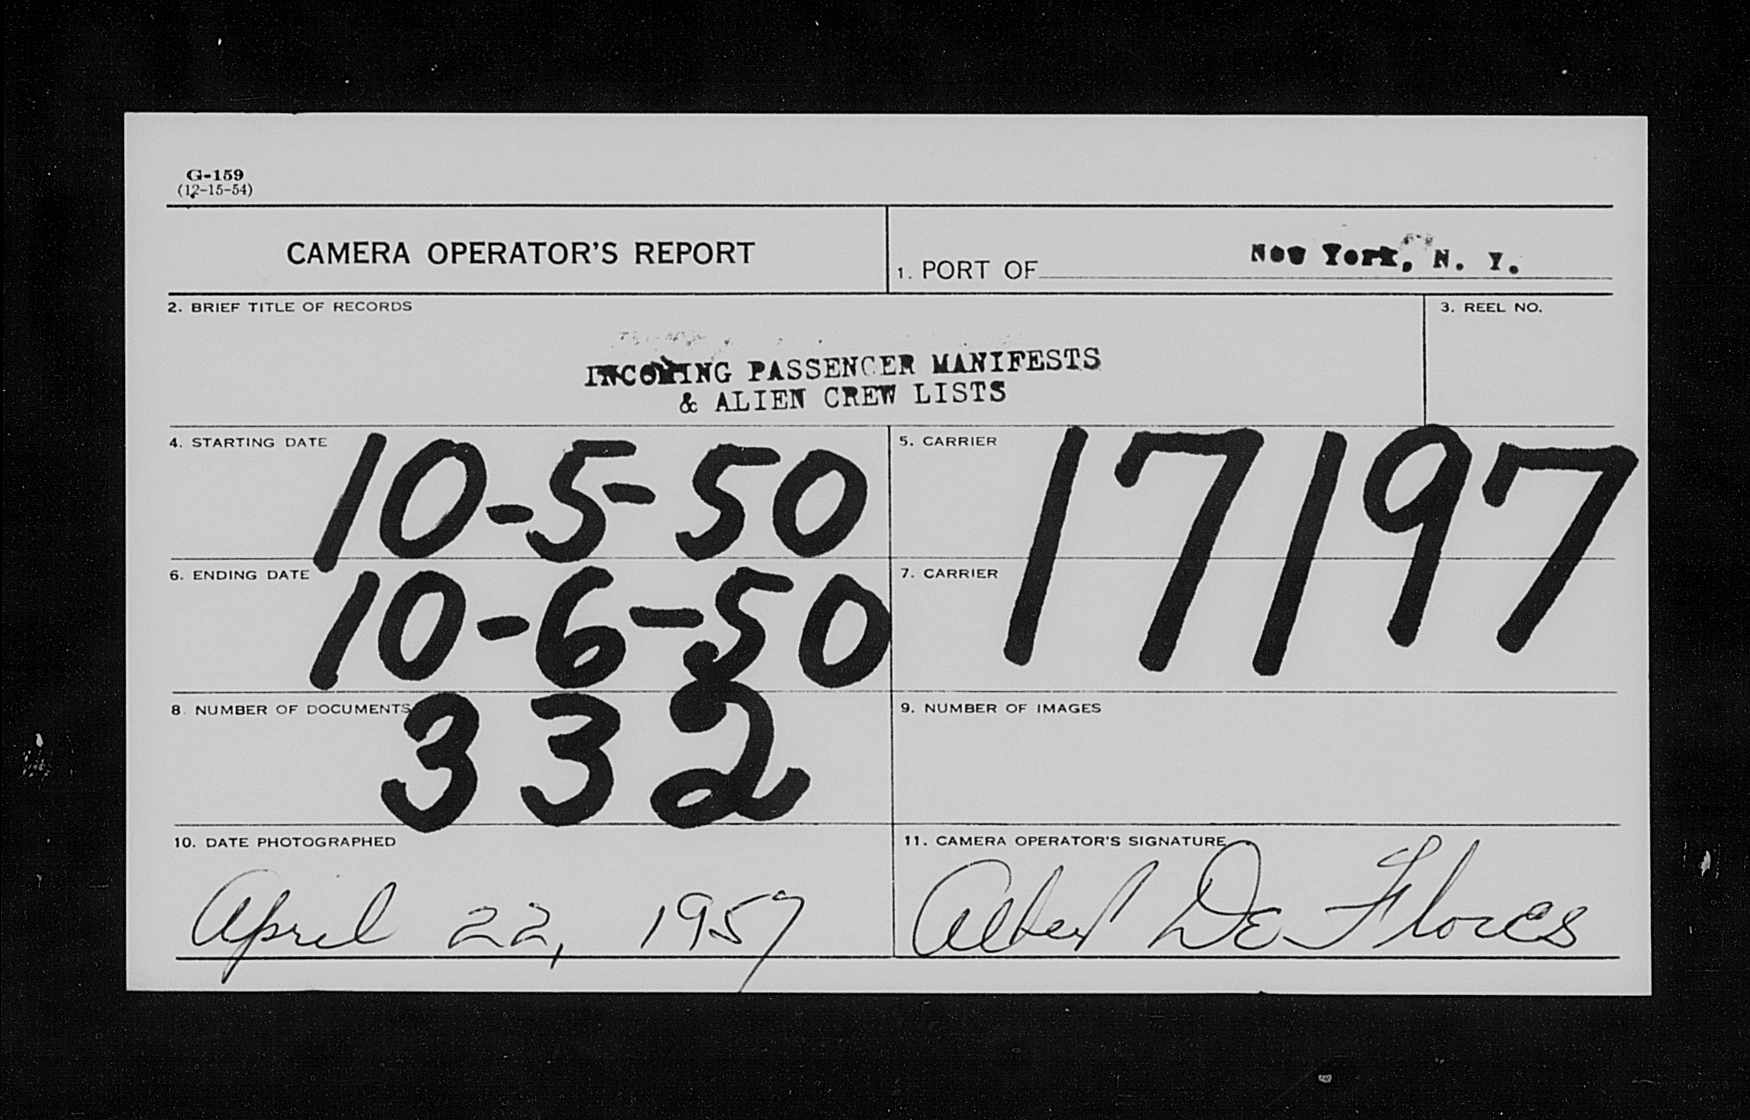 G-159
(12-15-54)
CAMERA OPERATOR'S REPORT
1. PORT OF New York, N. Y.
2. BRIEF TITLE OF RECORDS
3. REEL NO.
INCOMING PASSENGER MANIFESTS
& ALIEN CREW LISTS
4. STARTING DATE
10-5-50
5. CARRIER
17197
6. ENDING DATE
10-6-50
7. CARRIER
8. NUMBER OF DOCUMENTS
332
9. NUMBER OF IMAGES
10. DATE PHOTOGRAPHED
April 22, 1957
11. CAMERA OPERATOR'S SIGNATURE
Albert De Flores